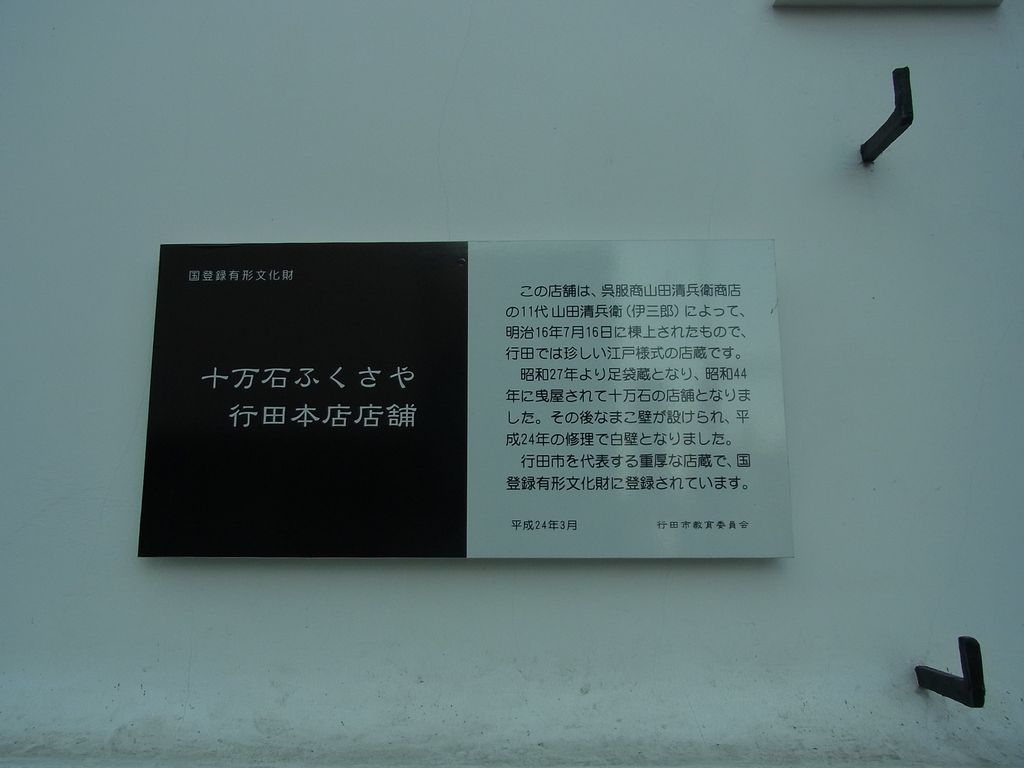 国登録有形文化財
十万石ふくさや
行田本店店舗
この店舗は、呉服商山田清兵衛商店
の11代 山田清兵衛（伊三郎）によって、
明治16年7月16日に棟上されたもので、
行田では珍しい江戸様式の店蔵です。
昭和27年より足袋蔵となり、昭和44
年に曳屋されて十万石の店舗となりま
した。その後なまこ壁が設けられ、平
成24年の修理で白壁となりました。
行田市を代表する重厚な店蔵で、国
登録有形文化財に登録されています。
平成24年3月
行田市教育委員会